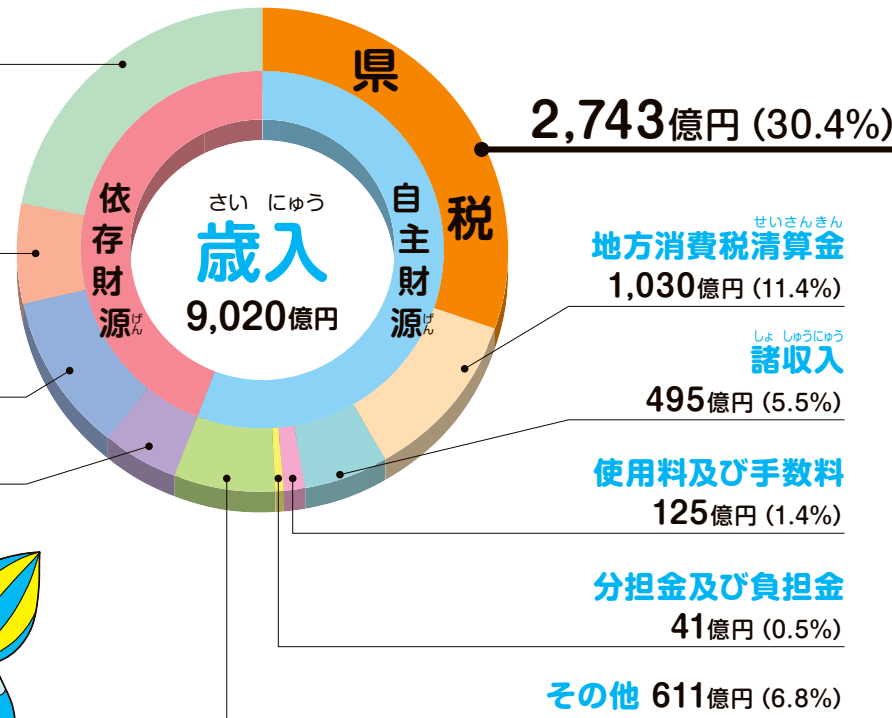 県
税
2,743億円 (30.4%)
依存財源
げん
さい にゅう
歳入
9,020億円
自主財源
げん
せいさんきん
地方消費税清算金
1,030億円 (11.4%)
しょ しゅうにゅう
諸収入
495億円 (5.5%)
使用料及び手数料
125億円 (1.4%)
分担金及び負担金
41億円 (0.5%)
その他 611億円 (6.8%)